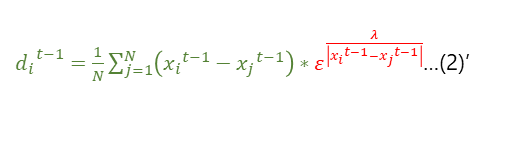 d_i^{t−1} = \frac{1}{N} \sum_{j=1}^{N} (x_i^{t−1} − x_j^{t−1}) * ε^{\frac{λ}{|x_i^{t−1} − x_j^{t−1}|}} …(2)′